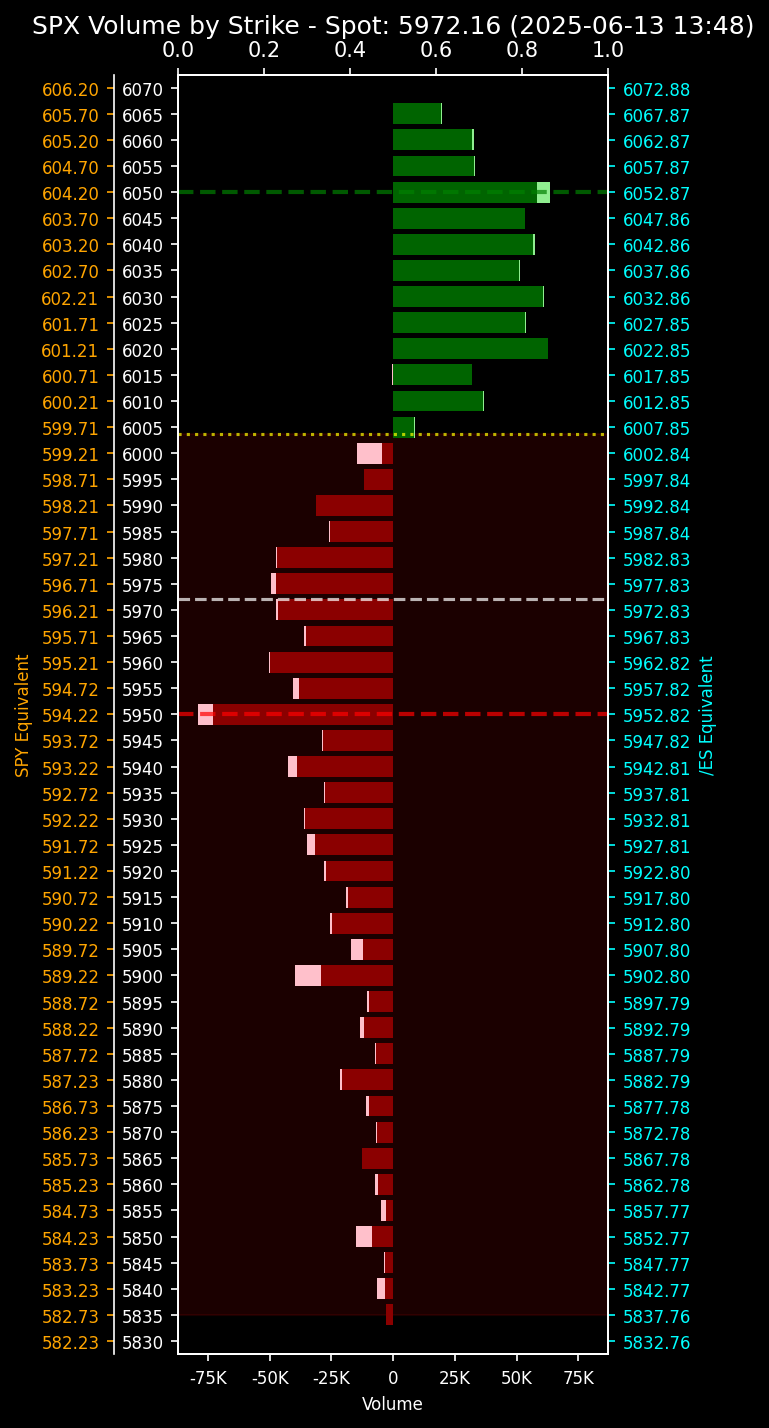 SPX Volume by Strike - Spot: 5972.16 (2025-06-13 13:48)
0.0 0.2 0.4 0.6 0.8 1.0
606.20 6070 6072.88
605.70 6065 6067.87
605.20 6060 6062.87
604.70 6055 6057.87
604.20 6050 6052.87
603.70 6045 6047.86
603.20 6040 6042.86
602.70 6035 6037.86
602.21 6030 6032.86
601.71 6025 6027.85
601.21 6020 6022.85
600.71 6015 6017.85
600.21 6010 6012.85
599.71 6005 6007.85
599.21 6000 6002.84
598.71 5995 5997.84
598.21 5990 5992.84
597.71 5985 5987.84
597.21 5980 5982.83
596.71 5975 5977.83
596.21 5970 5972.83
595.71 5965 5967.83
595.21 5960 5962.82
594.72 5955 5957.82
594.22 5950 5952.82
593.72 5945 5947.82
593.22 5940 5942.81
592.72 5935 5937.81
592.22 5930 5932.81
591.72 5925 5927.81
591.22 5920 5922.80
590.72 5915 5917.80
590.22 5910 5912.80
589.72 5905 5907.80
589.22 5900 5902.80
588.72 5895 5897.79
588.22 5890 5892.79
587.72 5885 5887.79
587.23 5880 5882.79
586.73 5875 5877.78
586.23 5870 5872.78
585.73 5865 5867.78
585.23 5860 5862.78
584.73 5855 5857.77
584.23 5850 5852.77
583.73 5845 5847.77
583.23 5840 5842.77
582.73 5835 5837.76
582.23 5830 5832.76
SPY Equivalent
/ES Equivalent
-75K -50K -25K 0 25K 50K 75K
Volume